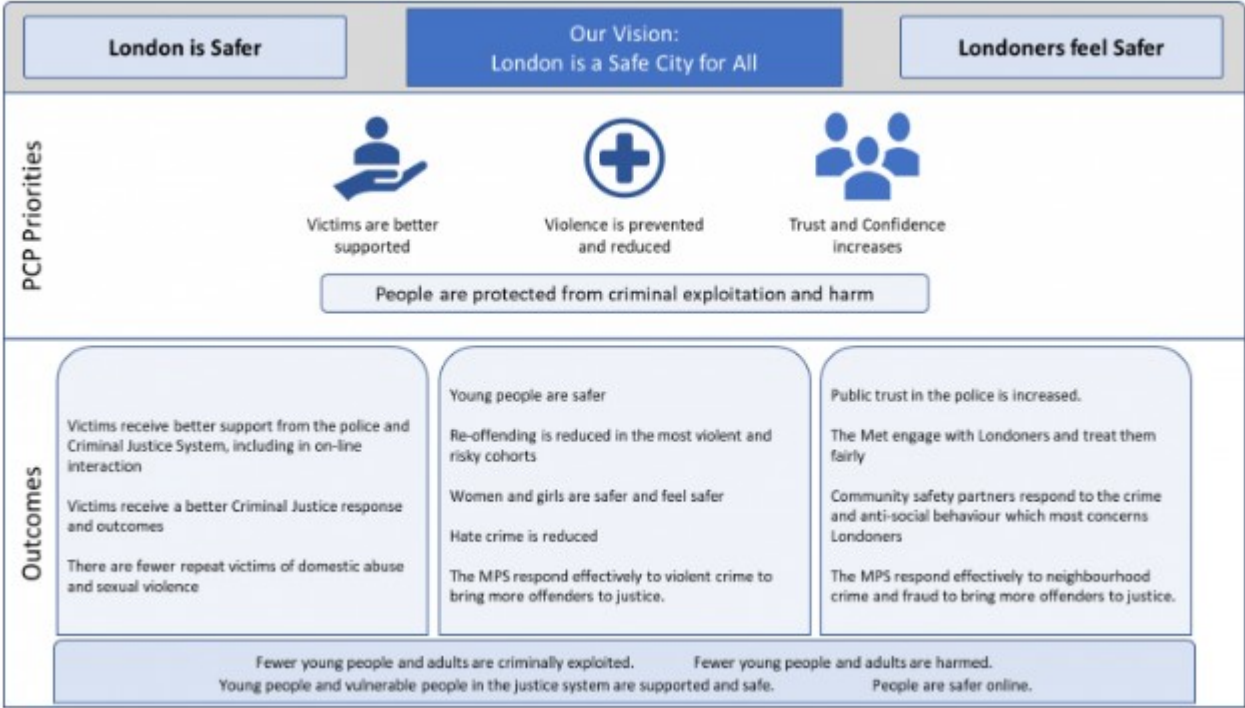 London is Safer
Our Vision:
London is a Safe City for All
Londoners feel Safer
PCP Priorities
Victims are better
supported
Violence is prevented
and reduced
Trust and Confidence
increases
People are protected from criminal exploitation and harm
Outcomes
Victims receive better support from the police and
Criminal Justice System, including in on-line
interaction
Victims receive a better Criminal Justice response
and outcomes
There are fewer repeat victims of domestic abuse
and sexual violence
Young people are safer
Re-offending is reduced in the most violent and
risky cohorts
Women and girls are safer and feel safer
Hate crime is reduced
The MPS respond effectively to violent crime to
bring more offenders to justice.
Public trust in the police is increased.
The Met engage with Londoners and treat them
fairly
Community safety partners respond to the crime
and anti-social behaviour which most concerns
Londoners
The MPS respond effectively to neighbourhood
crime and fraud to bring more offenders to justice.
Fewer young people and adults are criminally exploited. Fewer young people and adults are harmed.
Young people and vulnerable people in the justice system are supported and safe. People are safer online.